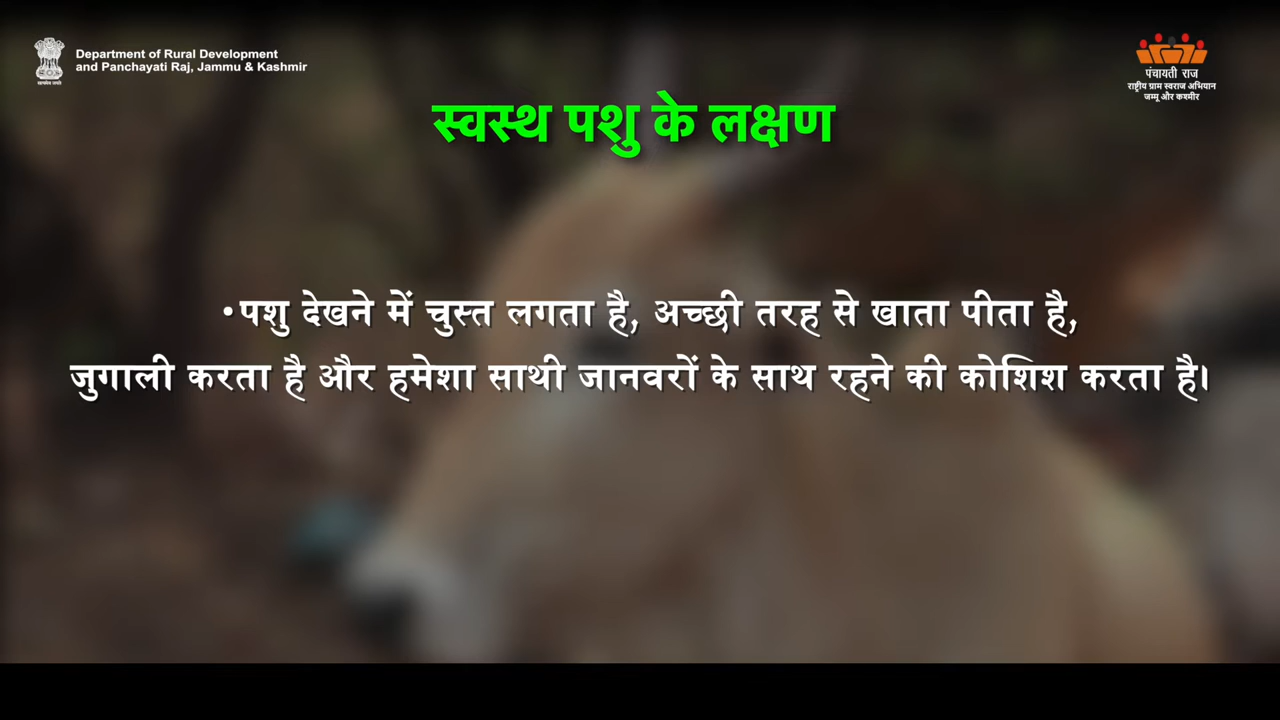 Department of Rural Development
and Panchayati Raj, Jammu & Kashmir
पंचायती राज
राष्ट्रीय ग्राम स्वराज अभियान
जम्मू और कश्मीर
स्वस्थ पशु के लक्षण
•पशु देखने में चुस्त लगता है, अच्छी तरह से खाता पीता है,
जुगाली करता है और हमेशा साथी जानवरों के साथ रहने की कोशिश करता है।